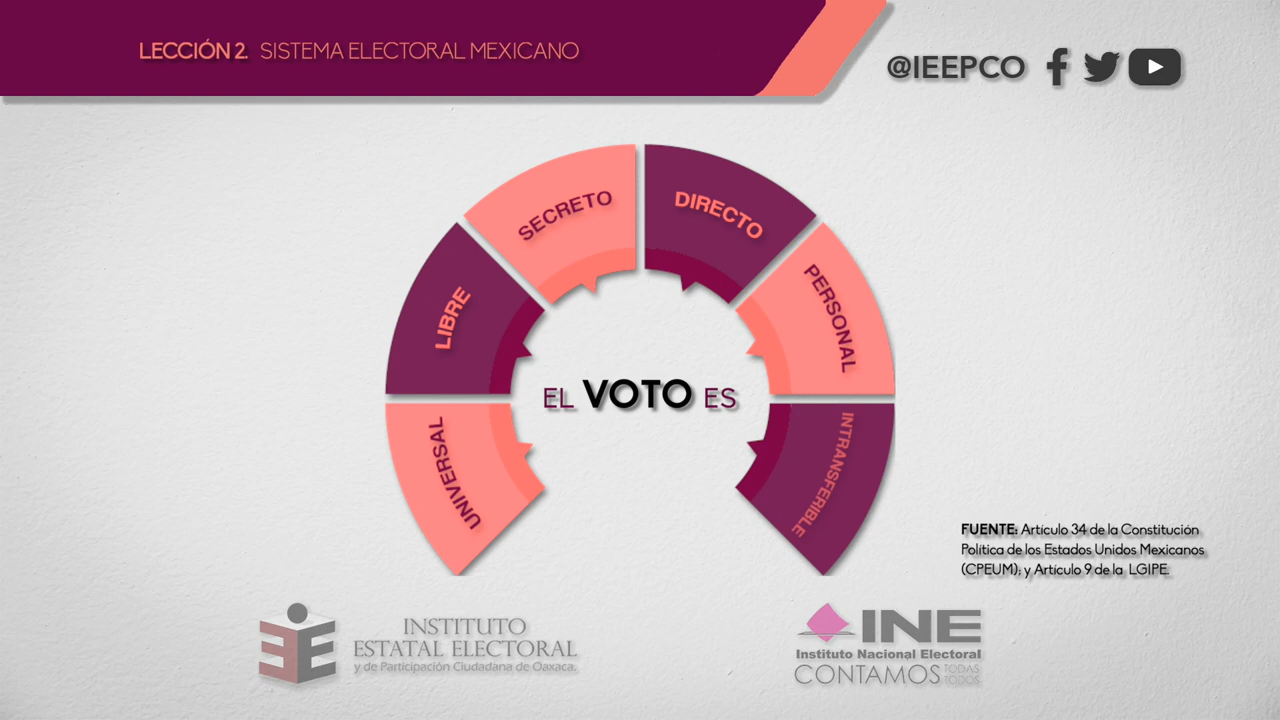 LECCIÓN 2. SISTEMA ELECTORAL MEXICANO
@IEEPCO
UNIVERSAL
LIBRE
SECRETO
DIRECTO
PERSONAL
INTRANSFERIBLE
EL VOTO ES
FUENTE: Artículo 34 de la Constitución
Política de los Estados Unidos Mexicanos
(CPEUM); y Artículo 9 de la LGIPE.
INSTITUTO
ESTATAL ELECTORAL
y de Participación Ciudadana de Oaxaca.
INE
Instituto Nacional Electoral
CONTAMOS TODAS
TODOS